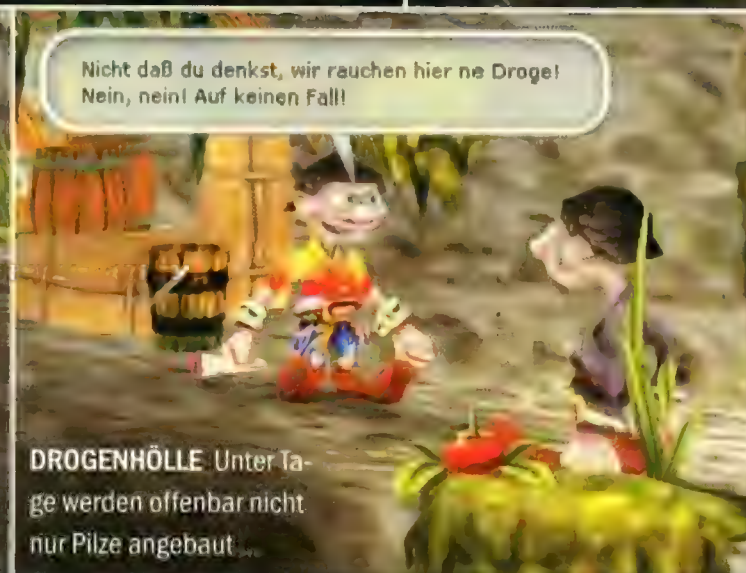 Nicht daß du denkst, wir rauchen hier ne Droge!
Nein, nein! Auf keinen Fall!
DROGENHÖLLE Unter Ta-
ge werden offenbar nicht
nur Pilze angebaut